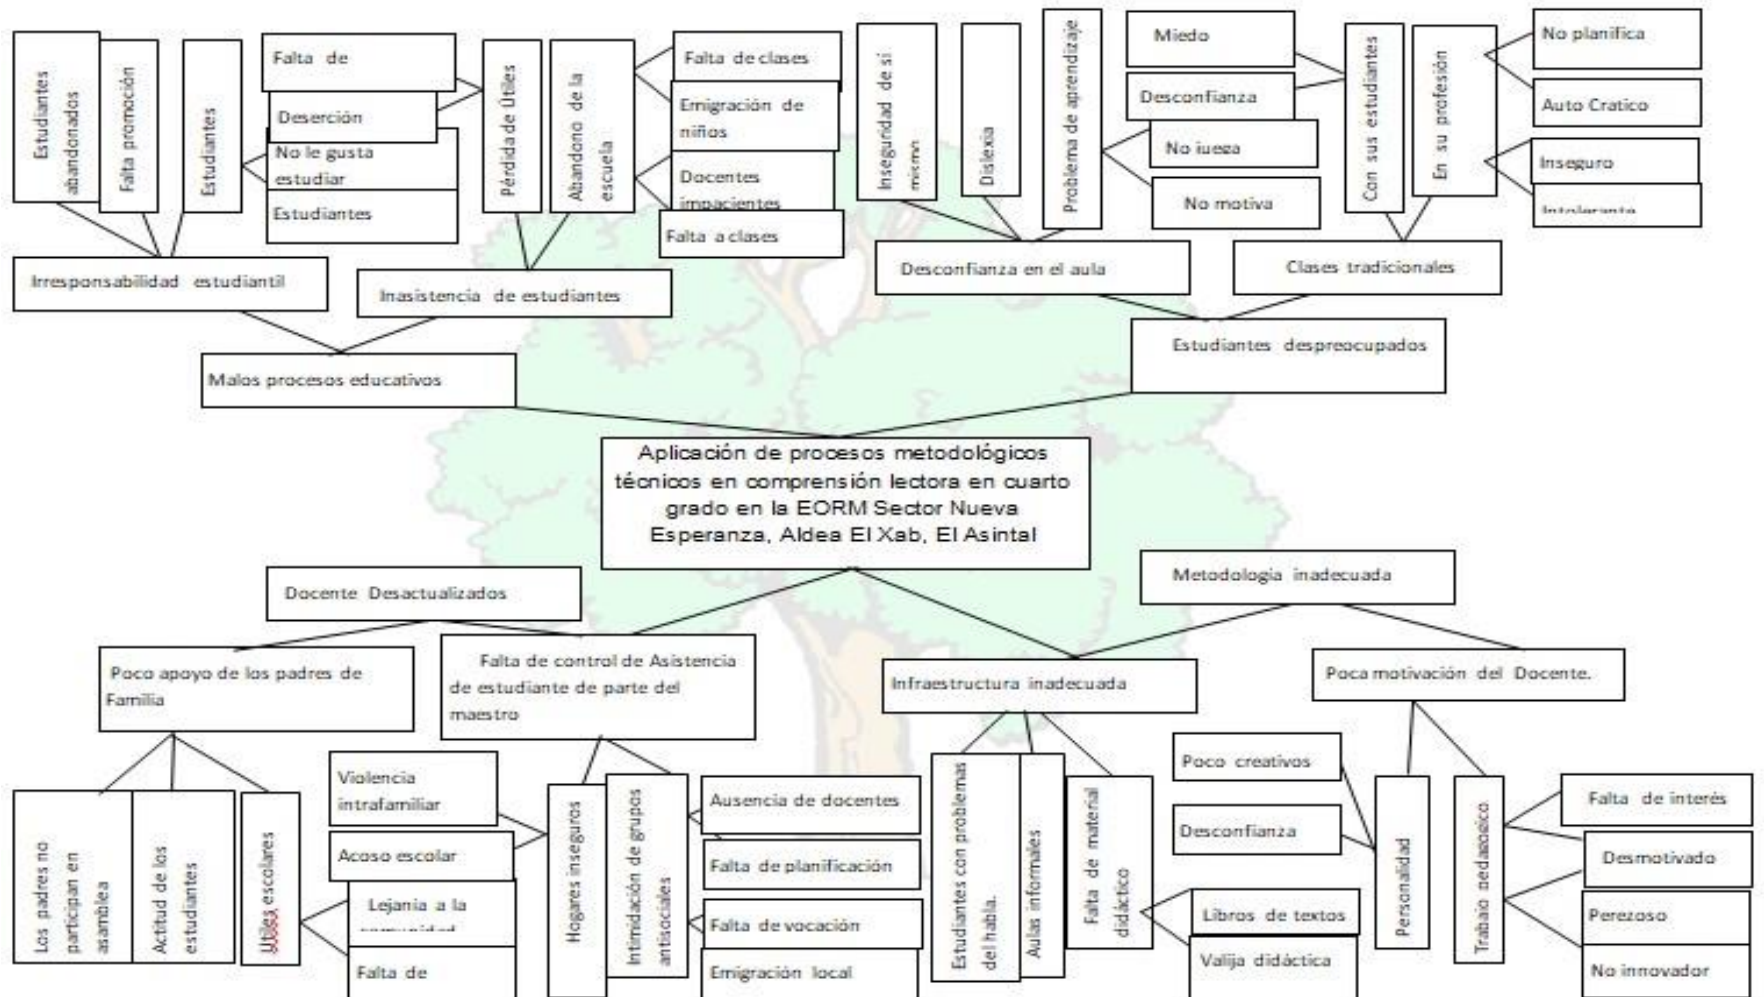 Estudiantes
abandonados
Falta promoción
Estudiantes
Falta de
Deserción
No le gusta
estudiar
Estudiantes
Pérdida de Útiles
Abandono de la
escuela
Falta de clases
Emigración de
niños
Docentes
impacientes
Falta a clases
Inseguridad de si
mismo
Dislexia
Problema de aprendizaje
Miedo
Desconfianza
No juega
No motiva
Con sus estudiantes
En su profesión
No planifica
Auto Cratico
Inseguro
Intolerante
Irresponsabilidad estudiantil
Inasistencia de estudiantes
Desconfianza en el aula
Clases tradicionales
Malos procesos educativos
Estudiantes despreocupados
Aplicación de procesos metodológicos
técnicos en comprensión lectora en cuarto
grado en la EORM Sector Nueva
Esperanza, Aldea El Xab, El Asintal
Docente Desactualizados
Metodología inadecuada
Poco apoyo de los padres de
Familia
Falta de control de Asistencia
de estudiante de parte del
maestro
Infraestructura inadecuada
Poca motivación del Docente.
Los padres no
participan en
asamblea
Actitud de los
estudiantes
Utiles escolares
Violencia
intrafamiliar
Acoso escolar
Lejanía a la
comunidad
Falta de
Hogares inseguros
Intimidación de grupos
antisociales
Ausencia de docentes
Falta de planificación
Falta de vocación
Emigración local
Estudiantes con problemas
del habla.
Aulas informales
Falta de material
didáctico
Libros de textos
Valija didáctica
Poco creativos
Desconfianza
Personalidad
Trabajo pedagogico
Falta de interés
Desmotivado
Perezoso
No innovador